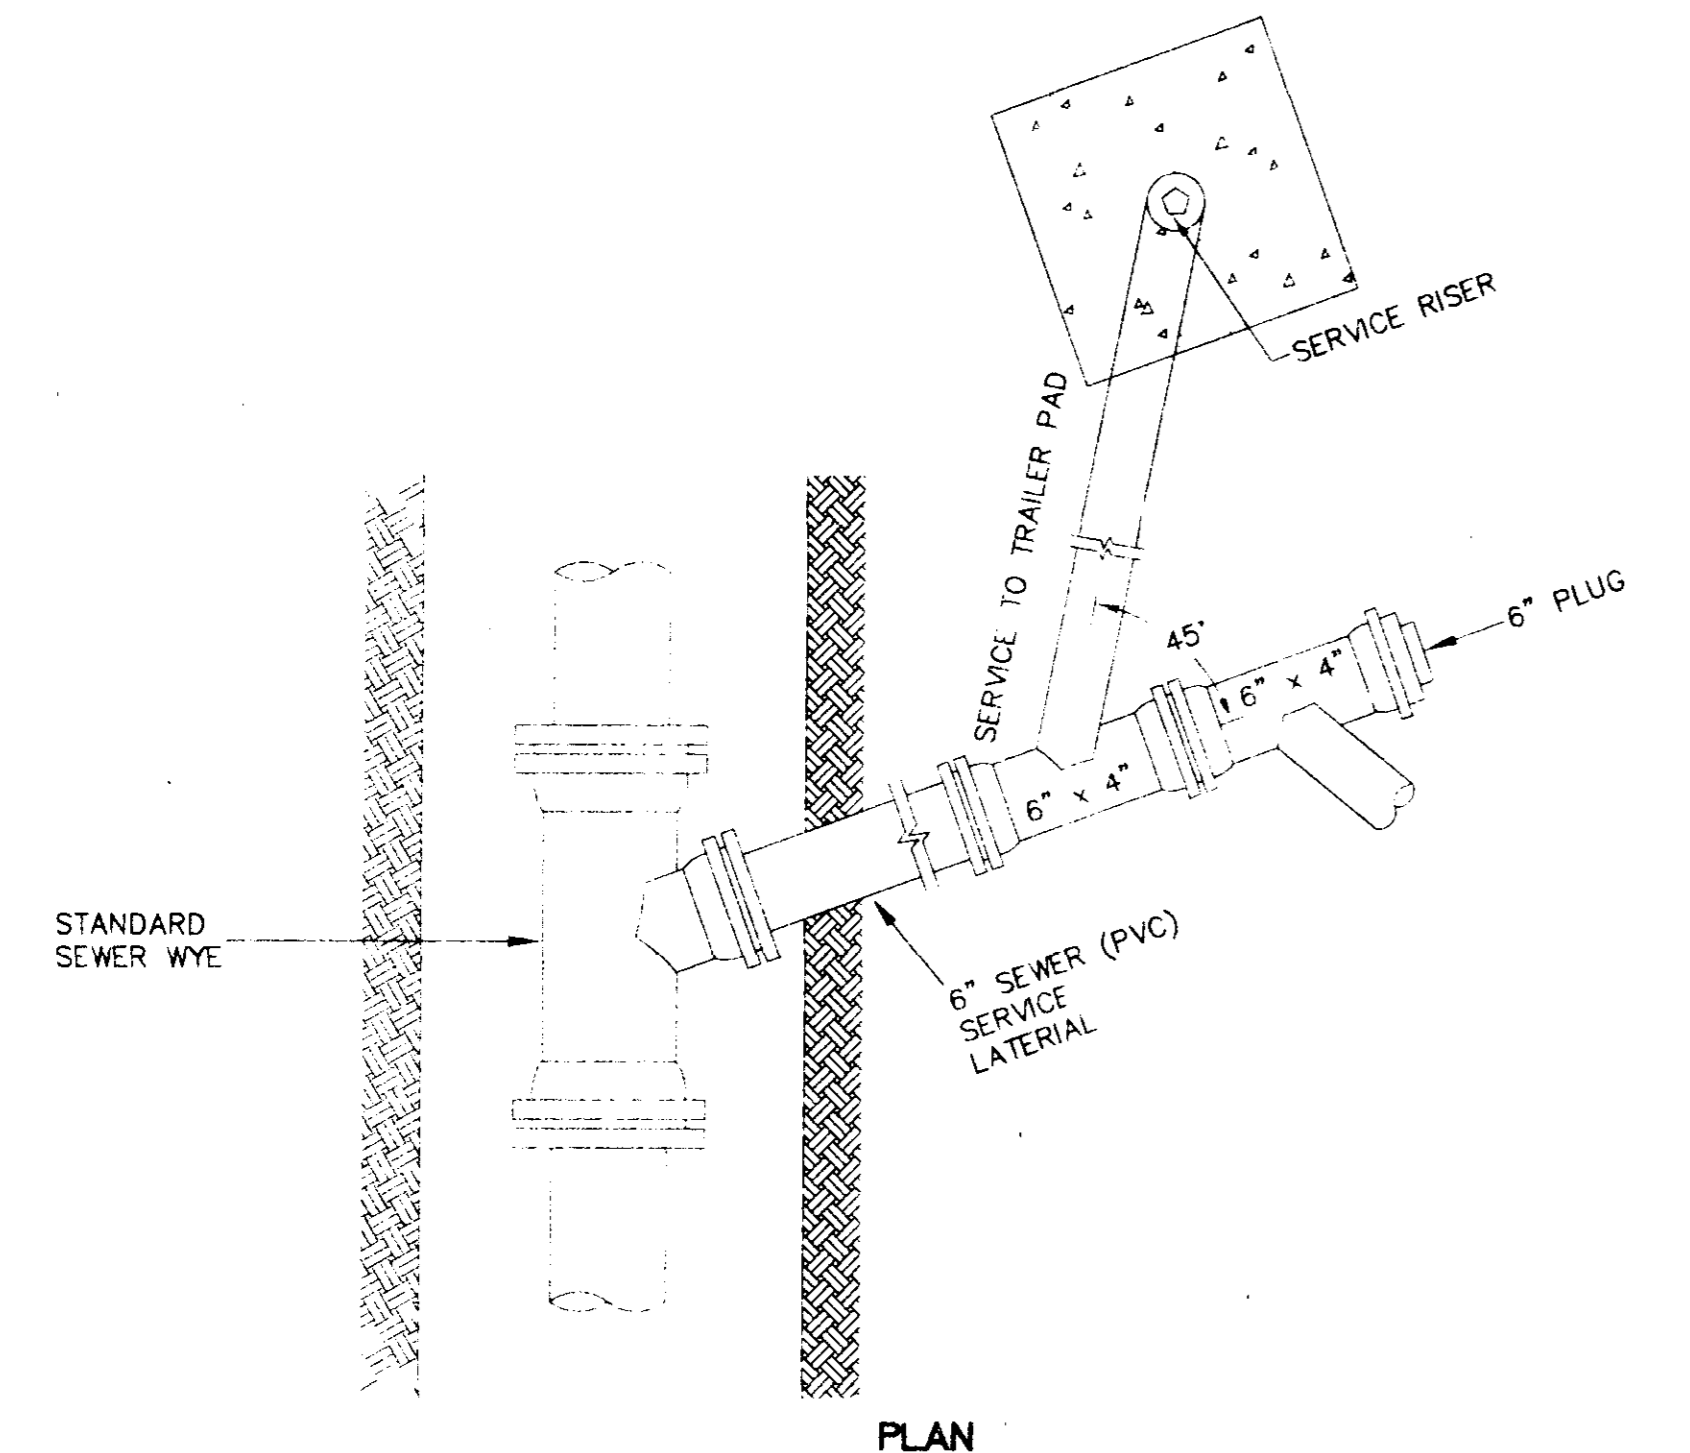 SERVICE RISER
SERVICE TO TRAILER PAD
45°
6" PLUG
6" x 4"
6" x 4"
STANDARD
SEWER WYE
6" SEWER (PVC)
SERVICE
LATERIAL
PLAN